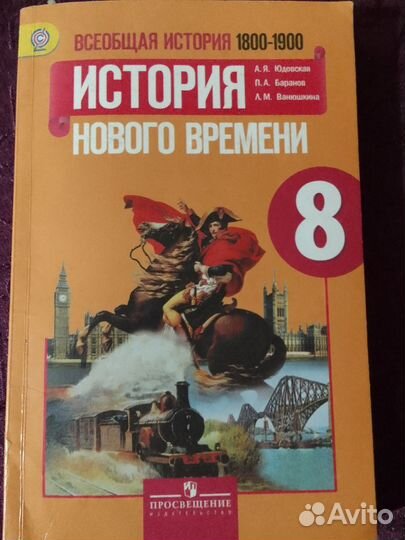 ВСЕОБЩАЯ ИСТОРИЯ 1800-1900
А. Я. Юдовская
П. А. Баранов
Л. М. Ванюшкина
ИСТОРИЯ
НОВОГО ВРЕМЕНИ
8
ПРОСВЕЩЕНИЕ
ИЗДАТЕЛЬСТВО
Avito